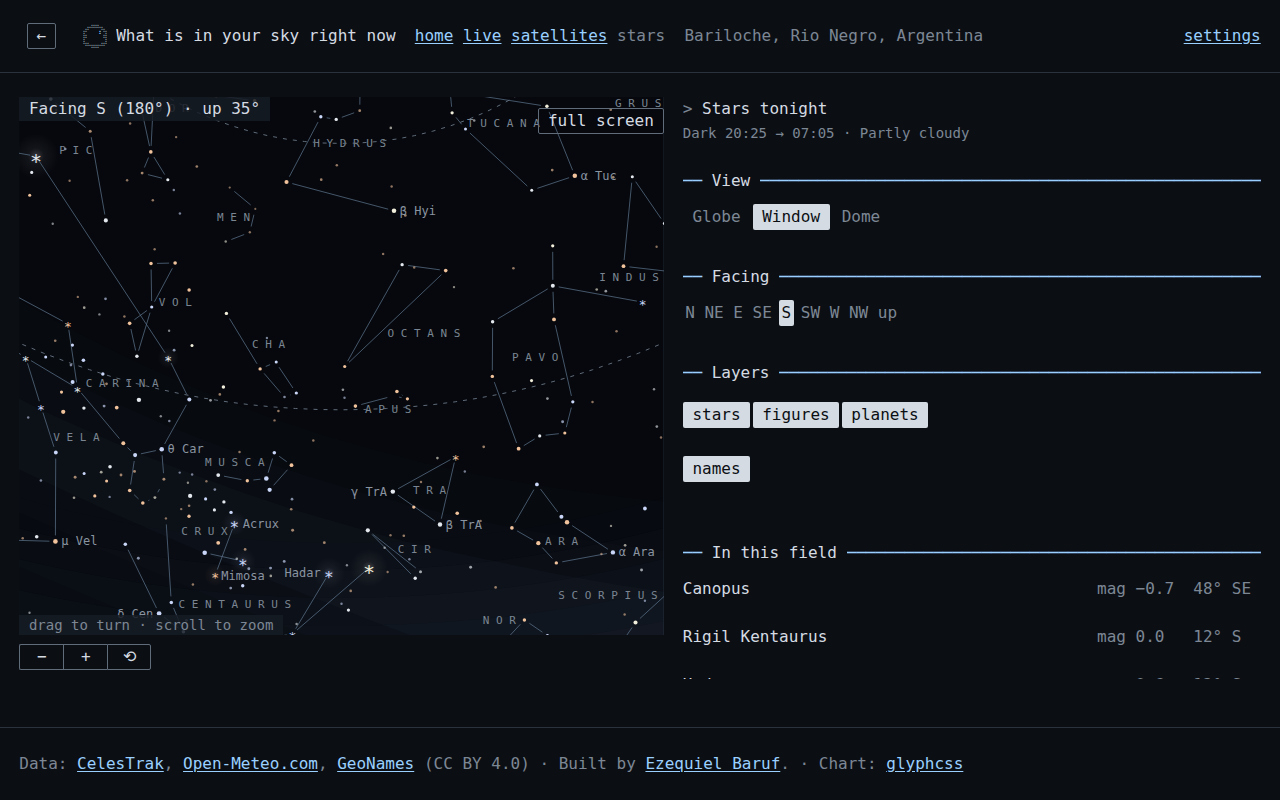 ← What is in your sky right now home live satellites stars Bariloche, Rio Negro, Argentina settings
Facing S (180°) · up 35°
full screen
GRUS
TUCANA
HYDRUS
PIC
α Tuc
β Hyi
MEN
INDUS
VOL
OCTANS
CHA
PAVO
CARINA
APUS
VELA
θ Car
MUSCA
γ TrA
TRA
β TrA
CRUX
Acrux
μ Vel
CIR
ARA
α Ara
Mimosa
Hadar
SCORPIUS
CENTAURUS
δ Cen
NOR
drag to turn · scroll to zoom
− + ⟲
> Stars tonight
Dark 20:25 → 07:05 · Partly cloudy
View
Globe Window Dome
Facing
N NE E SE S SW W NW up
Layers
stars figures planets
names
In this field
Canopus mag −0.7 48° SE
Rigil Kentaurus mag 0.0 12° S
Data: CelesTrak, Open-Meteo.com, GeoNames (CC BY 4.0) · Built by Ezequiel Baruf. · Chart: glyphcss